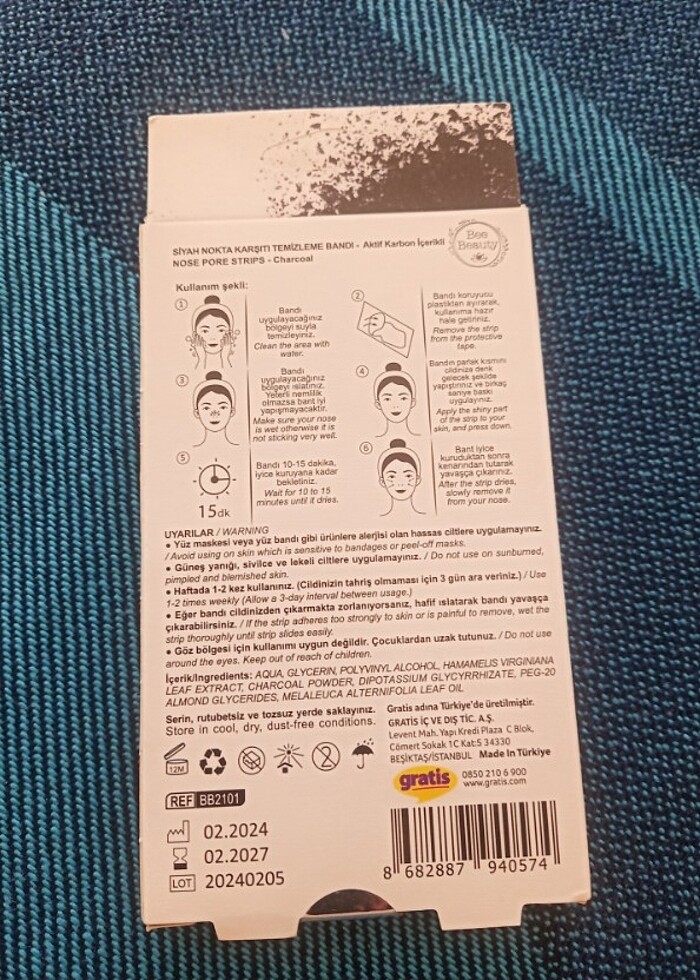 SİYAH NOKTA KARŞITI TEMİZLEME BANDI - Aktif Karbon İçerikli
NOSE PORE STRIPS - Charcoal
Bee
Beauty
Kullanım şekli:
1
Bandı
uygulayacağınız
bölgeyi suyla
temizleyiniz.
Clean the area with
water.
2
Bandı koruyucu
plastikten ayırarak,
kullanıma hazır
hale getiriniz.
Remove the strip
from the protective
tape.
3
Bandı
uygulayacağınız
bölgeyi ıslatınız.
Yeterli nemlilik
olmazsa bant iyi
yapışmayacaktır.
Make sure your nose
is wet otherwise it is
not sticking very well.
4
Bandın parlak kısmını
cildinize denk
gelecek şekilde
yapıştırınız ve birkaç
saniye baskı
uygulayınız.
Apply the shiny part
of the strip to your
skin, and press down.
5
15dk
Bandı 10-15 dakika,
iyice kuruyana kadar
bekletiniz.
Wait for 10 to 15
minutes until it dries.
6
Bant iyice
kuruduktan sonra
kenarından tutarak
yavaşça çıkarınız.
After the strip dries,
slowly remove it
from your nose.
UYARILAR / WARNING
• Yüz maskesi veya yüz bandı gibi ürünlere alerjisi olan hassas ciltlere uygulamayınız.
/ Avoid using on skin which is sensitive to bandages or peel-off masks.
• Güneş yanığı, sivilce ve lekeli ciltlere uygulamayınız. / Do not use on sunburned,
pimpled and blemished skin.
• Haftada 1-2 kez kullanınız. (Cildinizin tahriş olmaması için 3 gün ara veriniz.) / Use
1-2 times weekly (Allow a 3-day interval between usage.)
• Eğer bandı cildinizden çıkarmakta zorlanıyorsanız, hafif ıslatarak bandı yavaşça
çıkarabilirsiniz. / If the strip adheres too strongly to skin or is painful to remove, wet the
strip thoroughly until strip slides easily.
• Göz bölgesi için kullanımı uygun değildir. Çocuklardan uzak tutunuz. / Do not use
around the eyes. Keep out of reach of children.
İçerik/Ingredients: AQUA, GLYCERIN, POLYVINYL ALCOHOL, HAMAMELIS VIRGINIANA
LEAF EXTRACT, CHARCOAL POWDER, DIPOTASSIUM GLYCYRRHIZATE, PEG-20
ALMOND GLYCERIDES, MELALEUCA ALTERNIFOLIA LEAF OIL
Serin, rutubetsiz ve tozsuz yerde saklayınız.
Store in cool, dry, dust-free conditions.
Gratis adına Türkiye'de üretilmiştir.
GRATİS İÇ VE DIŞ TİC. A.Ş.
Levent Mah. Yapı Kredi Plaza C Blok,
Cömert Sokak 1C Kat:5 34330
BEŞİKTAŞ/İSTANBUL Made In Türkiye
12M
2
gratis
0850 210 6 900
www.gratis.com
REF BB2101
02.2024
02.2027
LOT 20240205
8 682887 940574